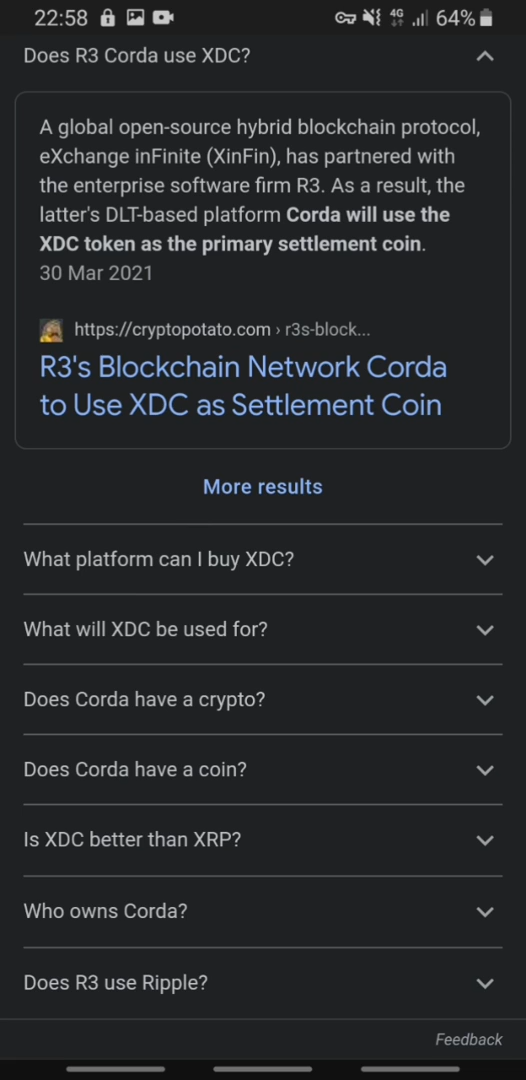 22:58 4G 64%
Does R3 Corda use XDC?
A global open-source hybrid blockchain protocol,
eXchange inFinite (XinFin), has partnered with
the enterprise software firm R3. As a result, the
latter's DLT-based platform Corda will use the
XDC token as the primary settlement coin.
30 Mar 2021
https://cryptopotato.com › r3s-block...
R3's Blockchain Network Corda
to Use XDC as Settlement Coin
More results
What platform can I buy XDC?
What will XDC be used for?
Does Corda have a crypto?
Does Corda have a coin?
Is XDC better than XRP?
Who owns Corda?
Does R3 use Ripple?
Feedback